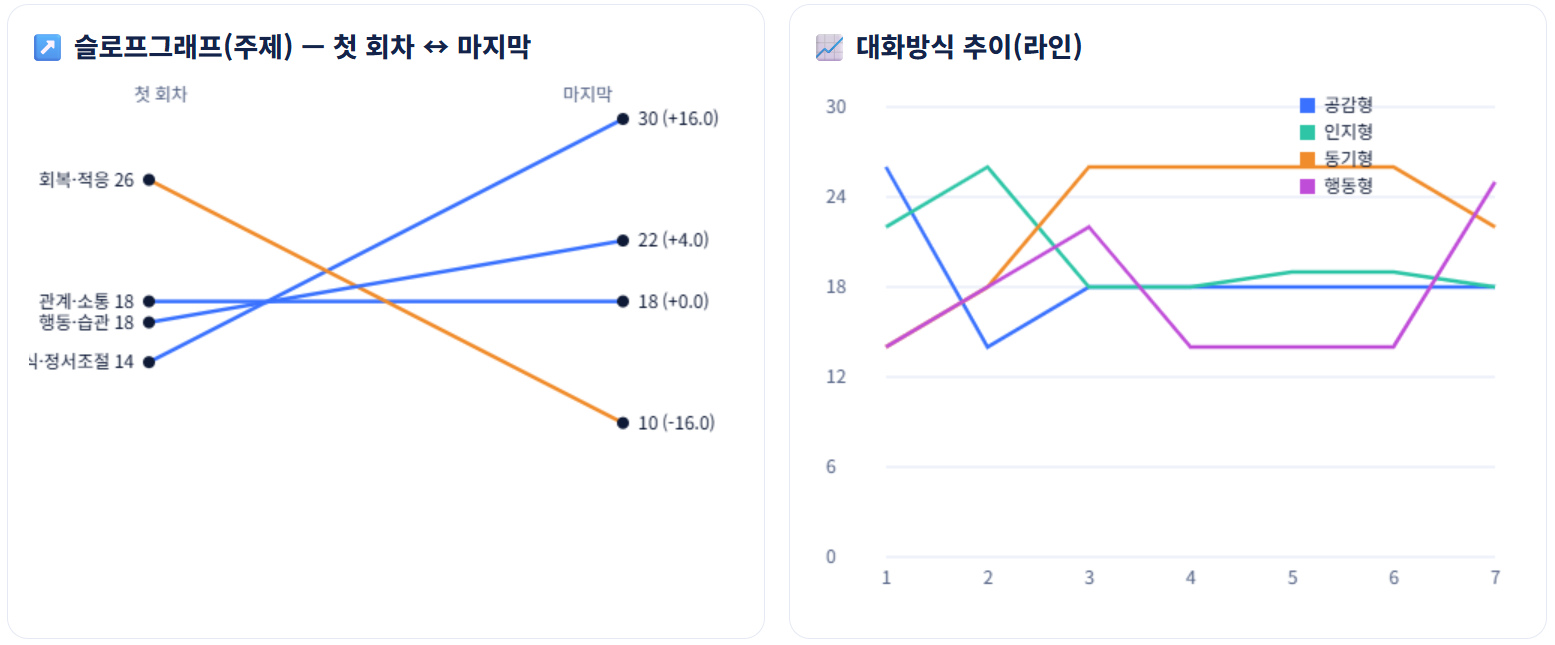 슬로프그래프(주제) — 첫 회차 ↔ 마지막
첫 회차
마지막
30 (+16.0)
회복·적응 26
22 (+4.0)
관계·소통 18
18 (+0.0)
행동·습관 18
·정서조절 14
10 (-16.0)
대화방식 추이(라인)
공감형
인지형
동기형
행동형
30
24
18
12
6
0
1 2 3 4 5 6 7